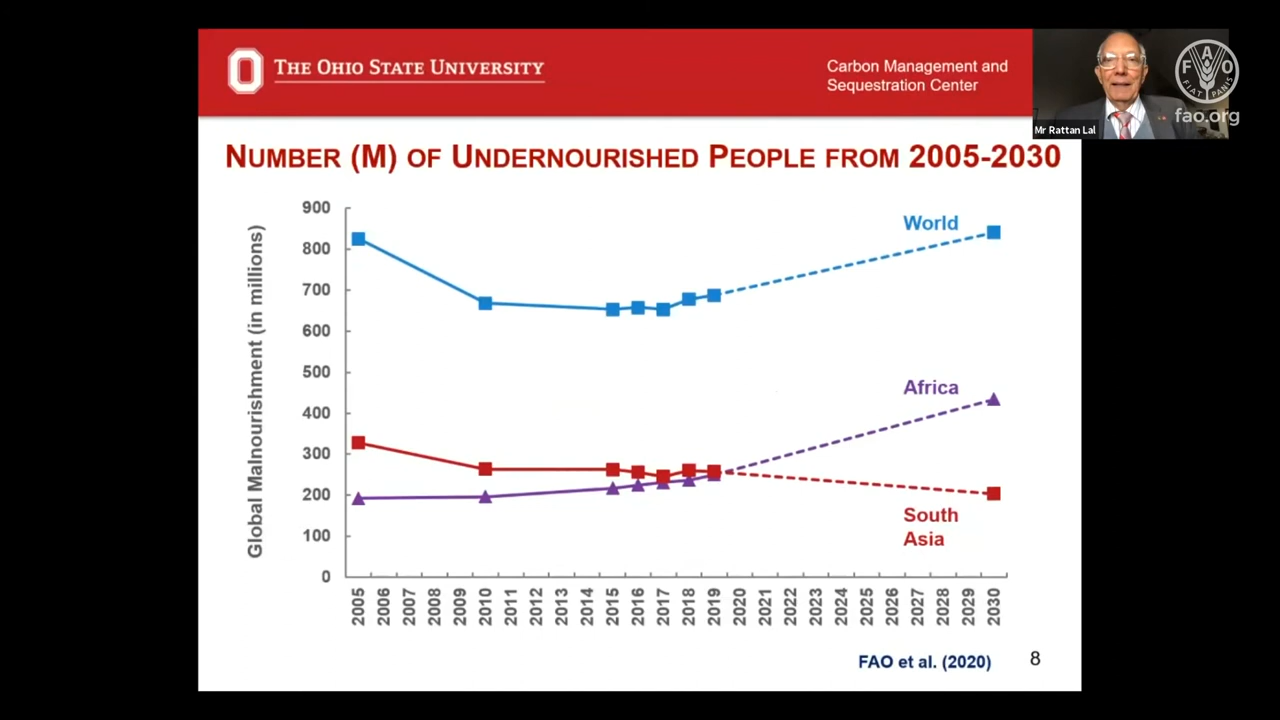 THE OHIO STATE UNIVERSITY
Carbon Management and
Sequestration Center
FAO
FIAT PANIS
fao.org
Mr Rattan Lal
NUMBER (M) OF UNDERNOURISHED PEOPLE FROM 2005-2030
Global Malnourishment (in millions)
900
800
700
600
500
400
300
200
100
0
World
Africa
South
Asia
2005
2006
2007
2008
2009
2010
2011
2012
2013
2014
2015
2016
2017
2018
2019
2020
2021
2022
2023
2024
2025
2026
2027
2028
2029
2030
FAO et al. (2020)
8